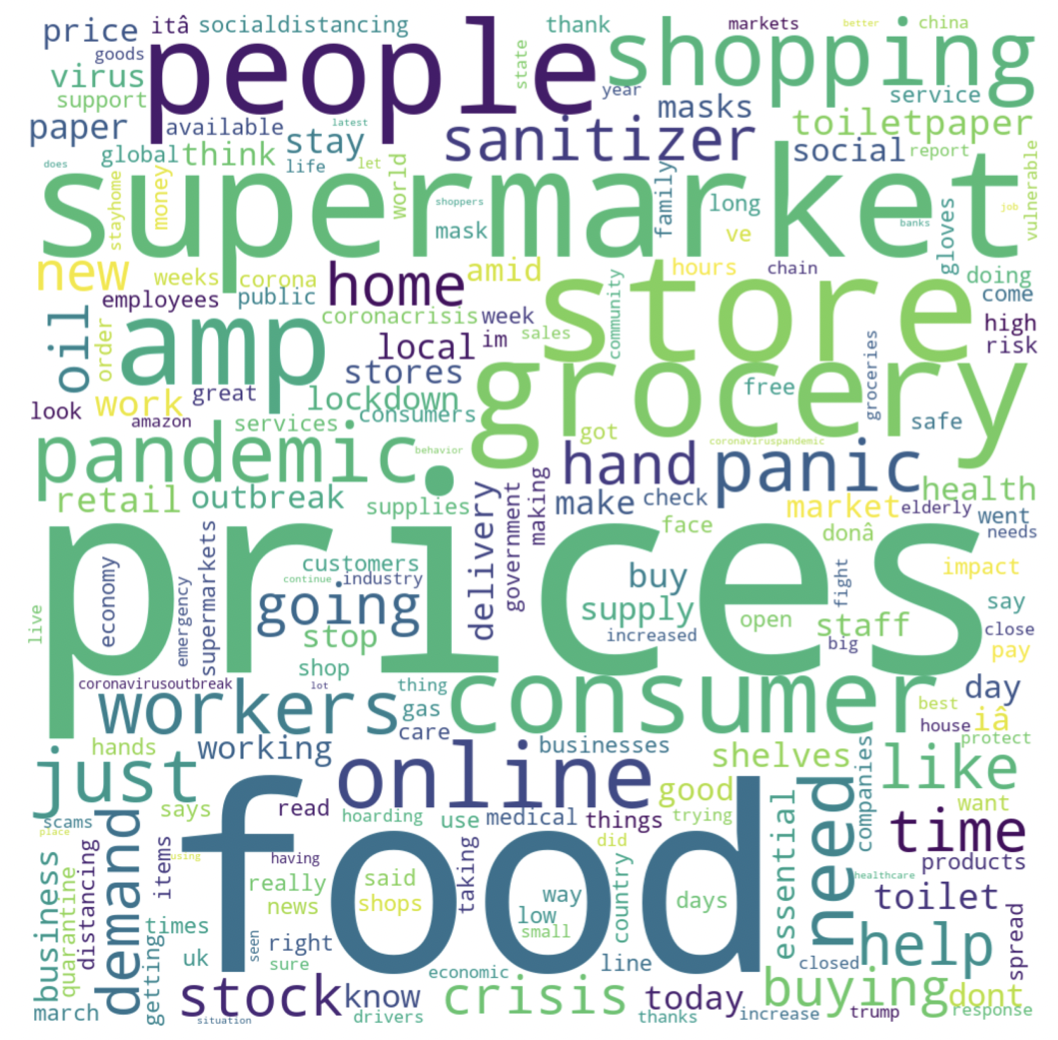 price
itâ
socialdistancing
thank
markets
better
china
goods
people
state
shopping
virus
year
service
support
masks
paper
available
latest
stay
sanitizer
toiletpaper
global
think
life
let
world
family
social
report
vulnerable
does
supermarket
stayhome
money
shoppers
mask
long
ve
banks
job
gloves
new
weeks
corona
home
amid
hours
chain
doing
employees
public
come
oil
order
amp
coronacrisis
week
sales
community
store
high
local
im
risk
stores
grocery
free
groceries
look
work
great
lockdown
amazon
consumers
safe
services
got
pandemic
behavior
coronaviruspandemic
hand
panic
retail
outbreak
supplies
delivery
government
making
make
check
health
market
elderly
face
donâ
went
needs
prices
economy
emergency
supermarkets
customers
continue
industry
going
buy
supply
fight
impact
live
stop
increased
open
staff
say
big
close
shop
pay
coronavirusoutbreak
lot
thing
consumer
day
workers
gas
care
best
house
iâ
protect
hands
working
businesses
shelves
companies
just
online
good
like
says
read
hoarding
use
medical
things
trying
want
scams
place
demand
food
did
essential
need
time
using
having
items
taking
products
business
quarantine
distancing
really
said
shops
way
country
days
healthcare
toilet
news
low
small
getting
times
seen
right
spread
uk
sure
economic
line
closed
help
stock
know
crisis
today
buying
dont
march
situation
drivers
thanks
increase
trump
response